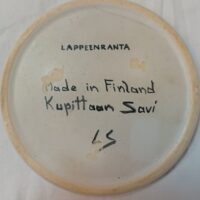 LAPPEENRANTA
Made in Finland
Kupittaan Savi
LS